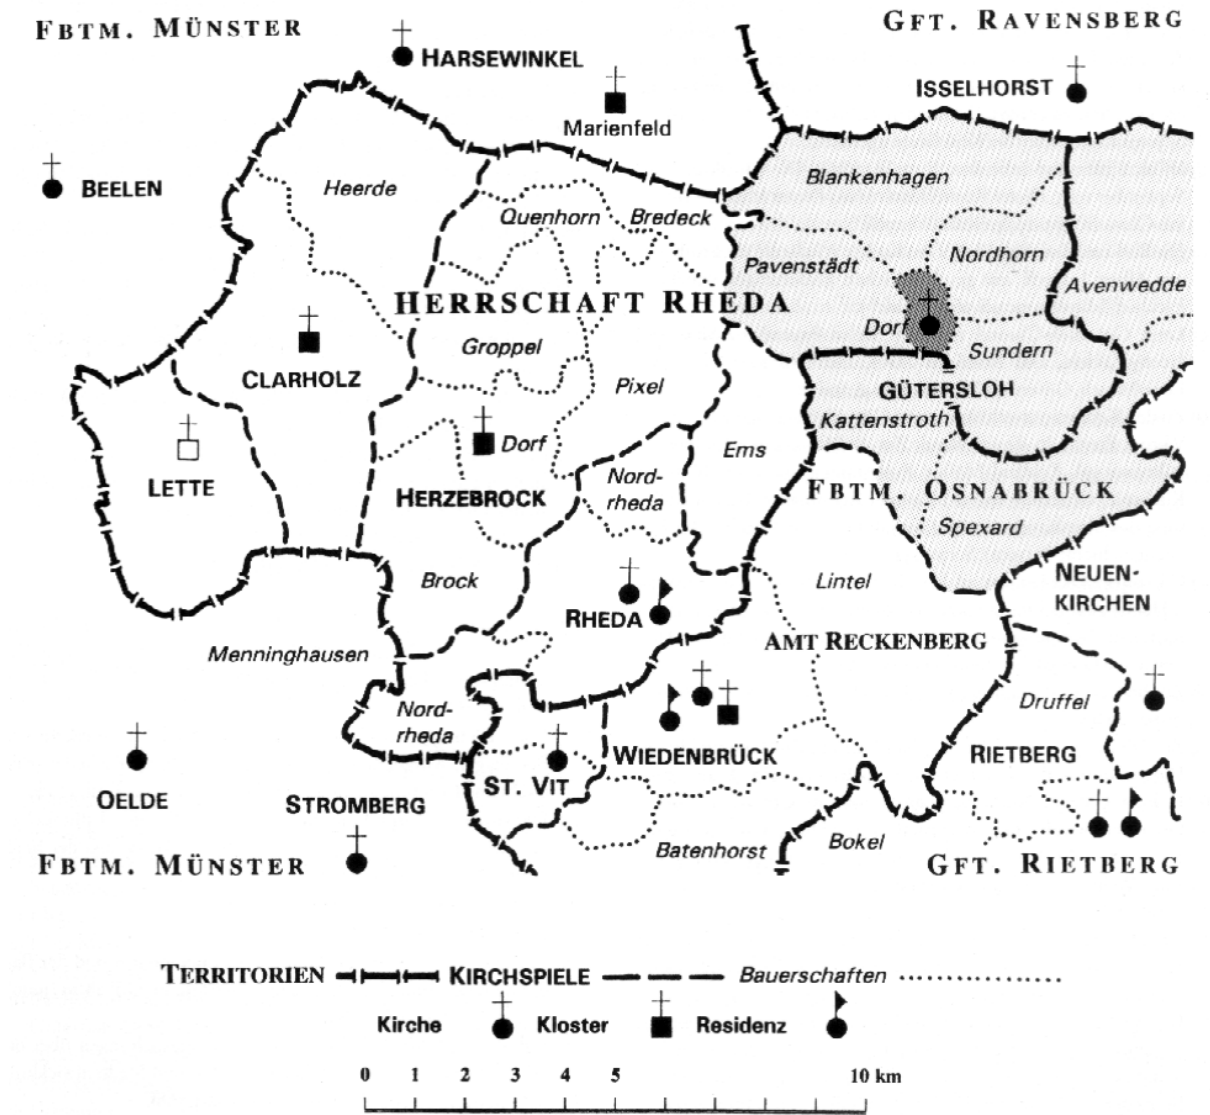 FBTM. MÜNSTER
GFT. RAVENSBERG
HARSEWINKEL
ISSELHORST
Marienfeld
BEELEN
Heerde
Blankenhagen
Quenhorn
Bredeck
Nordhorn
Pavenstädt
Avenwedde
HERRSCHAFT RHEDA
Dorf
Groppel
Sundern
CLARHOLZ
Pixel
GÜTERSLOH
Kattenstroth
Dorf
Ems
LETTE
HERZEBROCK
Nord-
rheda
FBTM. OSNABRÜCK
Spexard
Brock
Lintel
NEUEN-
KIRCHEN
RHEDA
AMT RECKENBERG
Menninghausen
Nord-
rheda
Druffel
WIEDENBRÜCK
RIETBERG
ST. VIT
OELDE
STROMBERG
Batenhorst
Bokel
FBTM. MÜNSTER
GFT. RIETBERG
TERRITORIEN KIRCHSPIELE Bauerschaften
Kirche Kloster Residenz
0 1 2 3 4 5 10 km